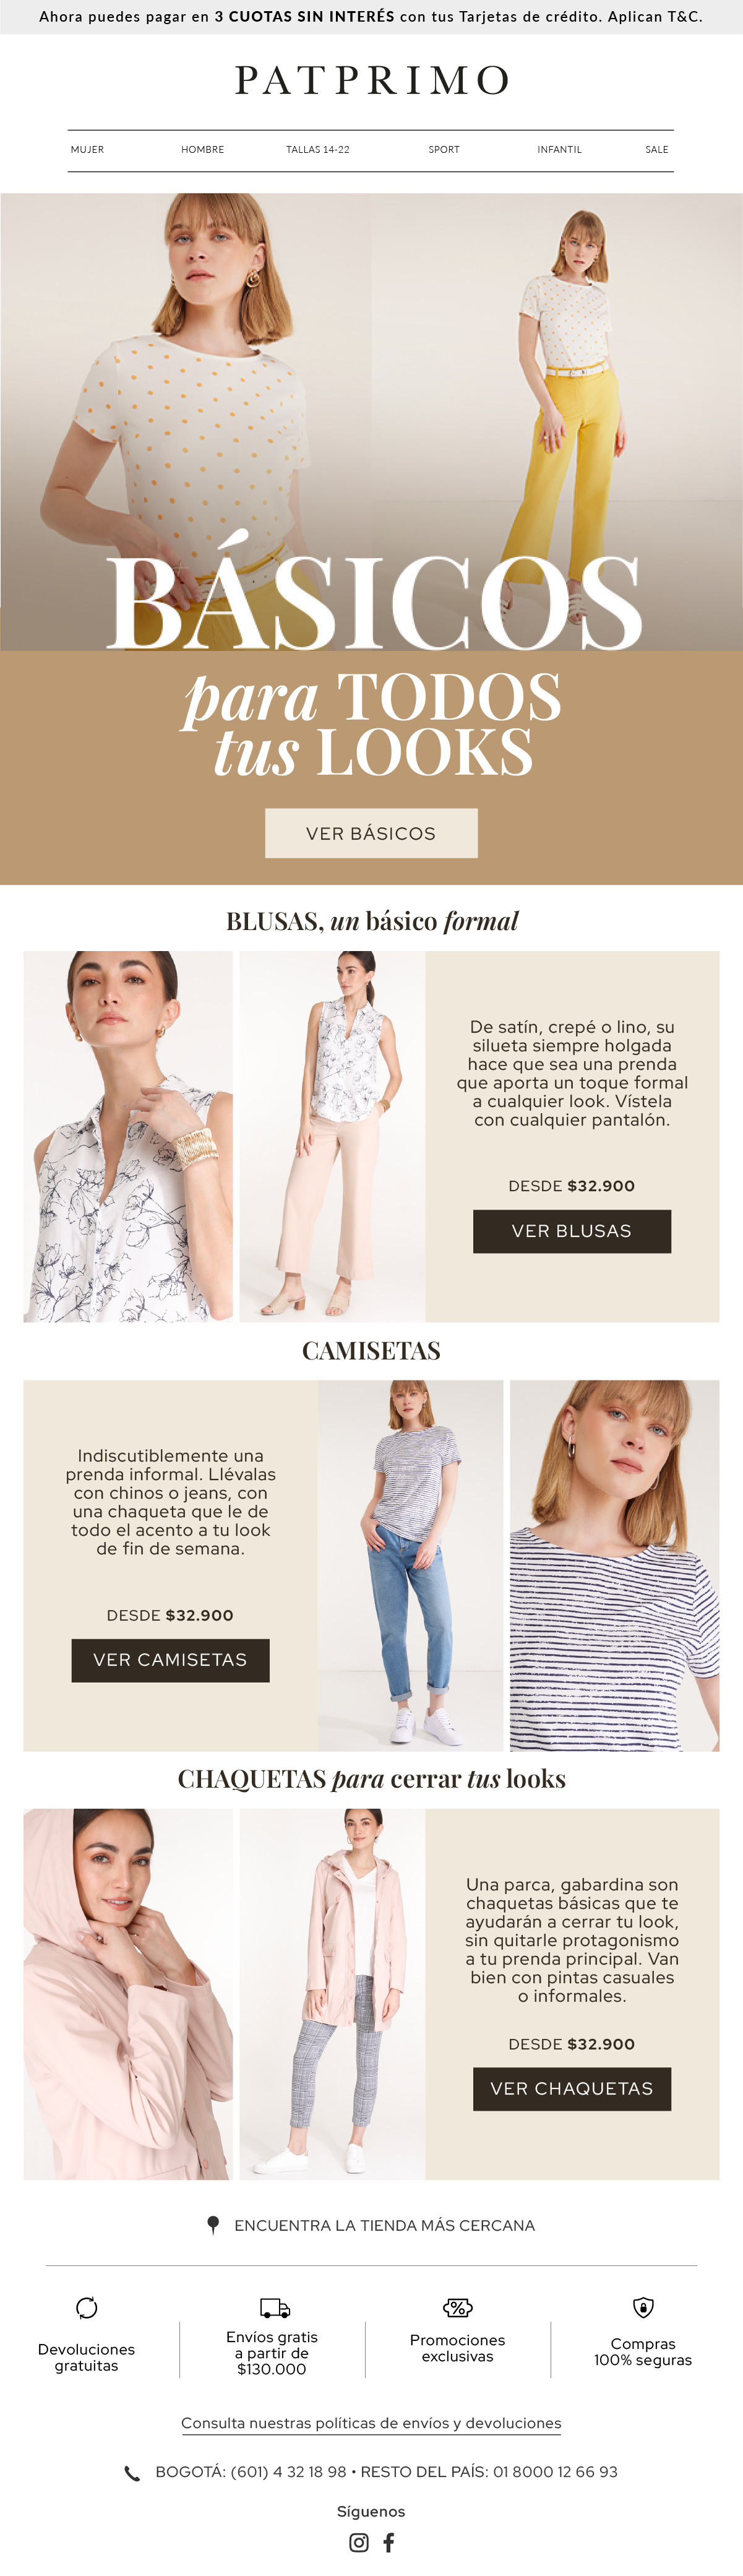 Ahora puedes pagar en 3 CUOTAS SIN INTERÉS con tus Tarjetas de crédito. Aplican T&C.
PATPRIMO
MUJER HOMBRE TALLAS 14-22 SPORT INFANTIL SALE
BÁSICOS
para TODOS
tus LOOKS
VER BÁSICOS
BLUSAS, un básico formal
De satín, crepé o lino, su
silueta siempre holgada
hace que sea una prenda
que aporta un toque formal
a cualquier look. Vístela
con cualquier pantalón.
DESDE $32.900
VER BLUSAS
CAMISETAS
Indiscutiblemente una
prenda informal. Llévalas
con chinos o jeans, con
una chaqueta que le de
todo el acento a tu look
de fin de semana.
DESDE $32.900
VER CAMISETAS
CHAQUETAS para cerrar tus looks
Una parca, gabardina son
chaquetas básicas que te
ayudarán a cerrar tu look,
sin quitarle protagonismo
a tu prenda principal. Van
bien con pintas casuales
o informales.
DESDE $32.900
VER CHAQUETAS
ENCUENTRA LA TIENDA MÁS CERCANA
Devoluciones
gratuitas
Envíos gratis
a partir de
$130.000
Promociones
exclusivas
Compras
100% seguras
Consulta nuestras políticas de envíos y devoluciones
BOGOTÁ: (601) 4 32 18 98 • RESTO DEL PAÍS: 01 8000 12 66 93
Síguenos